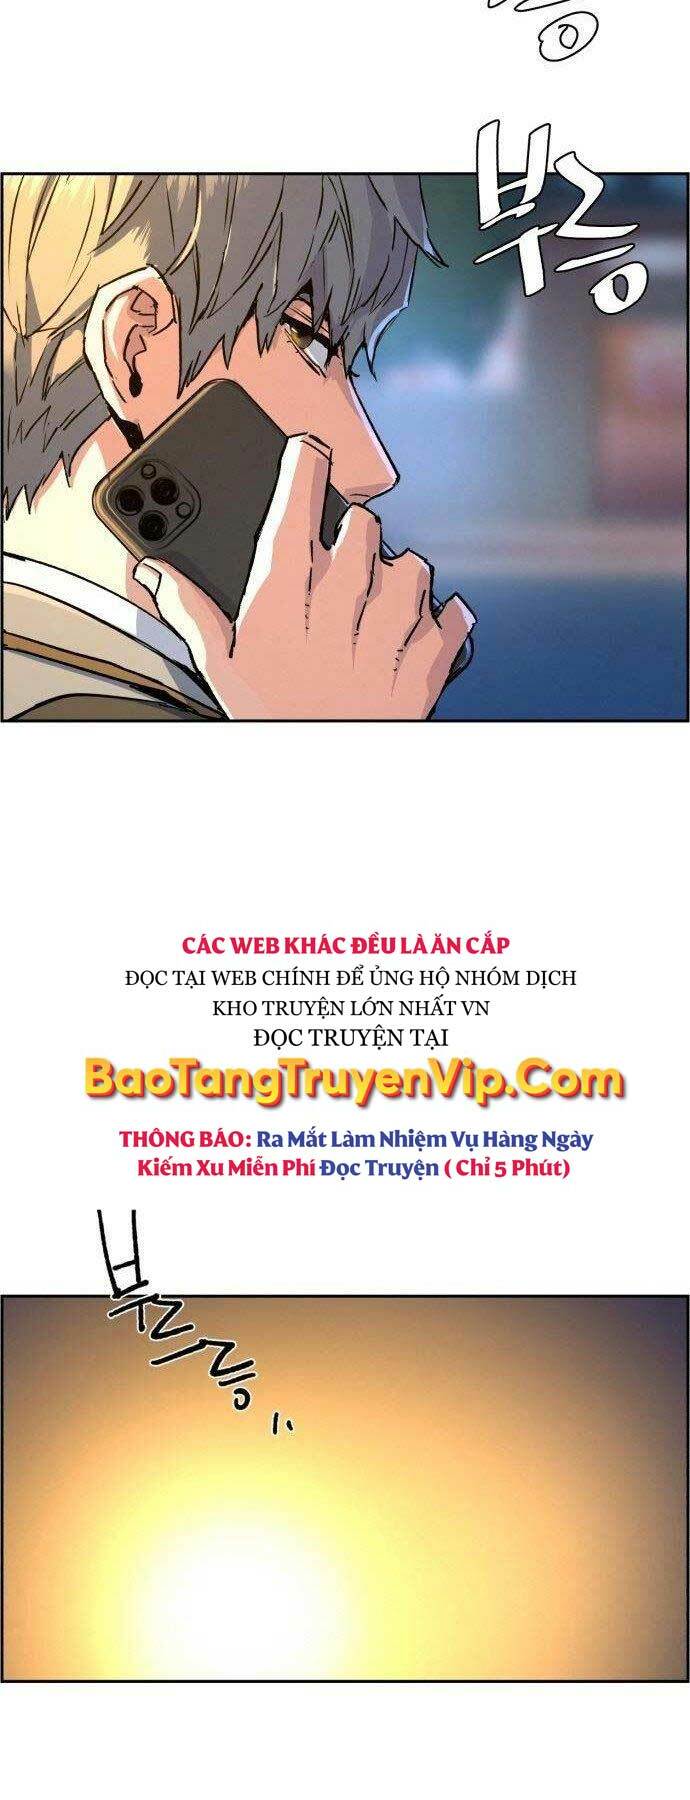 부릉
CÁC WEB KHÁC ĐỀU LÀ ĂN CẮP
ĐỌC TẠI WEB CHÍNH ĐỂ ỦNG HỘ NHÓM DỊCH
KHO TRUYỆN LỚN NHẤT VN
ĐỌC TRUYỆN TẠI
BaoTangTruyenVip.Com
THÔNG BÁO: Ra Mắt Làm Nhiệm Vụ Hàng Ngày
Kiếm Xu Miễn Phí Đọc Truyện ( Chỉ 5 Phút)
부르릉